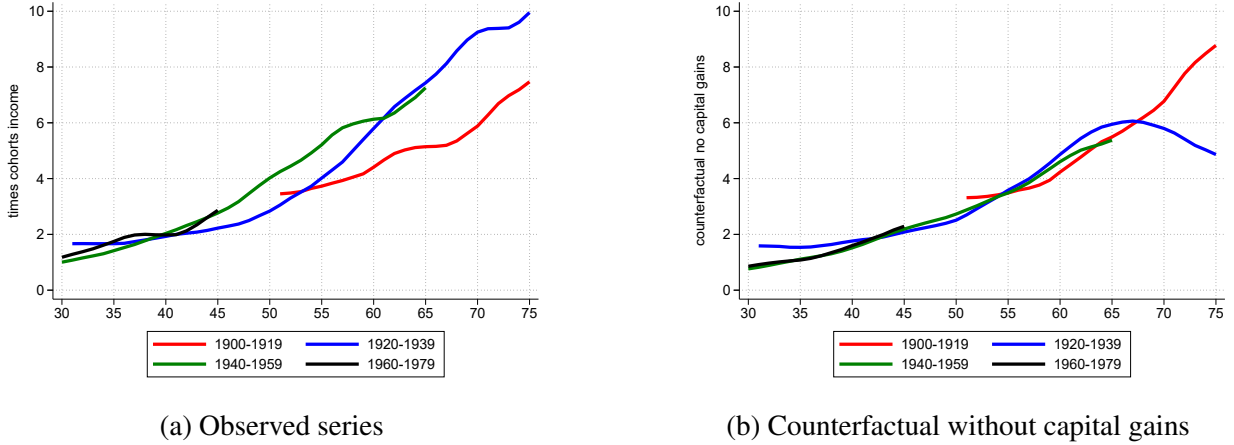 times cohorts income
10
8
6
4
2
0
30 35 40 45 50 55 60 65 70 75
1900-1919 1920-1939
1940-1959 1960-1979
(a) Observed series
counterfactual no capital gains
10
8
6
4
2
0
30 35 40 45 50 55 60 65 70 75
1900-1919 1920-1939
1940-1959 1960-1979
(b) Counterfactual without capital gains